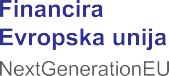 Financira
Evropska unija
NextGenerationEU